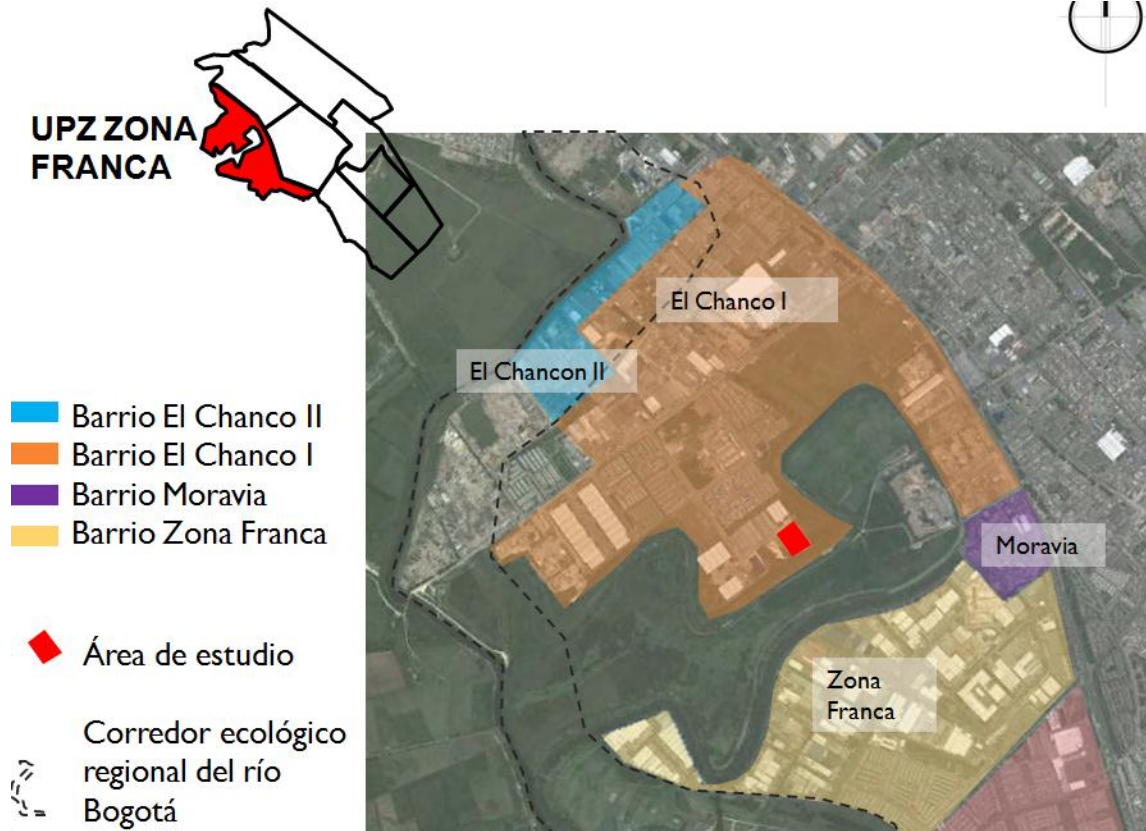 UPZ ZONA
FRANCA
El Chanco I
El Chancon II
Barrio El Chanco II
Barrio El Chanco I
Barrio Moravia
Barrio Zona Franca
Moravia
Área de estudio
Zona
Franca
Corredor ecológico
regional del río
Bogotá